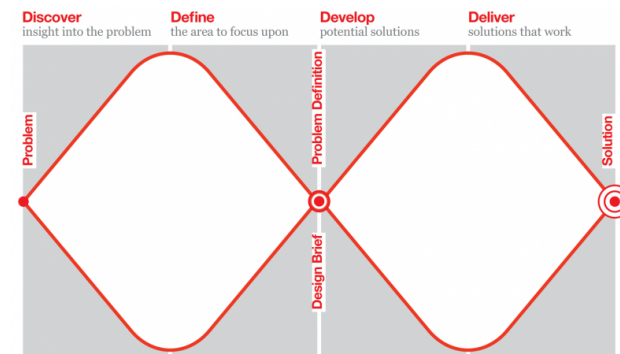 Discover
insight into the problem
Define
the area to focus upon
Develop
potential solutions
Deliver
solutions that work
Problem
Problem Definition
Design Brief
Solution